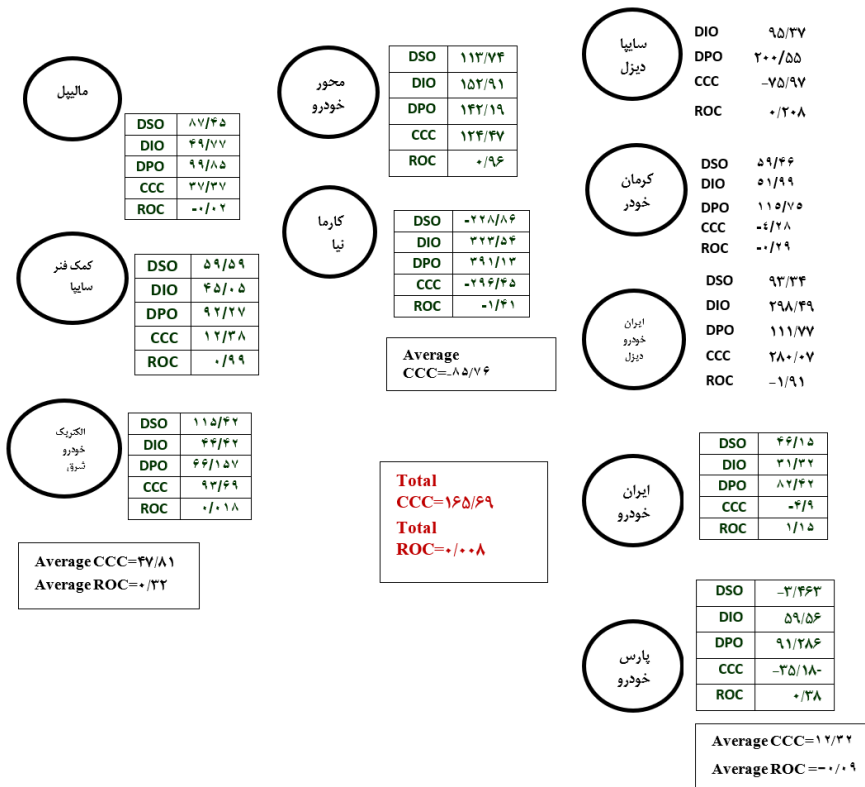 مالیپل
DSO ۸۷/۴۵
DIO ۴۹/۷۷
DPO ۹۹/۸۵
CCC ۳۷/۳۷
ROC -۰/۰۲
کمک فنر
سایپا
DSO ۵۹/۵۹
DIO ۴۵/۰۵
DPO ۹۲/۲۷
CCC ۱۲/۳۸
ROC ۰/۹۹
الکتریک
خودرو
شرق
DSO ۱۱۵/۴۲
DIO ۴۴/۴۲
DPO ۶۶/۱۵۷
CCC ۹۳/۶۹
ROC ۰/۰۱۸
Average CCC=۴۷/۸۱
Average ROC=۰/۳۲
محور
خودرو
DSO ۱۱۳/۷۴
DIO ۱۵۲/۹۱
DPO ۱۴۲/۱۹
CCC ۱۲۴/۴۷
ROC ۰/۹۶
کارما
نیا
DSO -۲۲۸/۸۶
DIO ۳۲۳/۵۴
DPO ۳۹۱/۱۳
CCC -۲۹۶/۴۵
ROC -۱/۴۱
Average
CCC=-۸۵/۷۶
Total
CCC=۱۶۵/۶۹
Total
ROC=۰/۰۰۸
سایپا
دیزل
DIO ۹۵/۳۷
DPO ۲۰۰/۵۵
CCC -۷۵/۹۷
ROC ۰/۲۰۸
کرمان
خودر
DSO ۵۹/۴۶
DIO ۵۱/۹۹
DPO ۱۱۵/۷۵
CCC -٤/۲۸
ROC -۰/۲۹
ایران
خودرو
دیزل
DSO ۹۳/۳۴
DIO ۲۹۸/۴۹
DPO ۱۱۱/۷۷
CCC ۲۸۰/۰۷
ROC -۱/۹۱
ایران
خودرو
DSO ۴۶/۱۵
DIO ۳۱/۳۲
DPO ۸۲/۴۲
CCC -۴/۹
ROC ۱/۱۵
پارس
خودرو
DSO -۳/۴۶۳
DIO ۵۹/۵۶
DPO ۹۱/۲۸۶
CCC -۳۵/۱۸-
ROC ۰/۳۸
Average CCC=۱۲/۳۲
Average ROC =-۰/۰۹